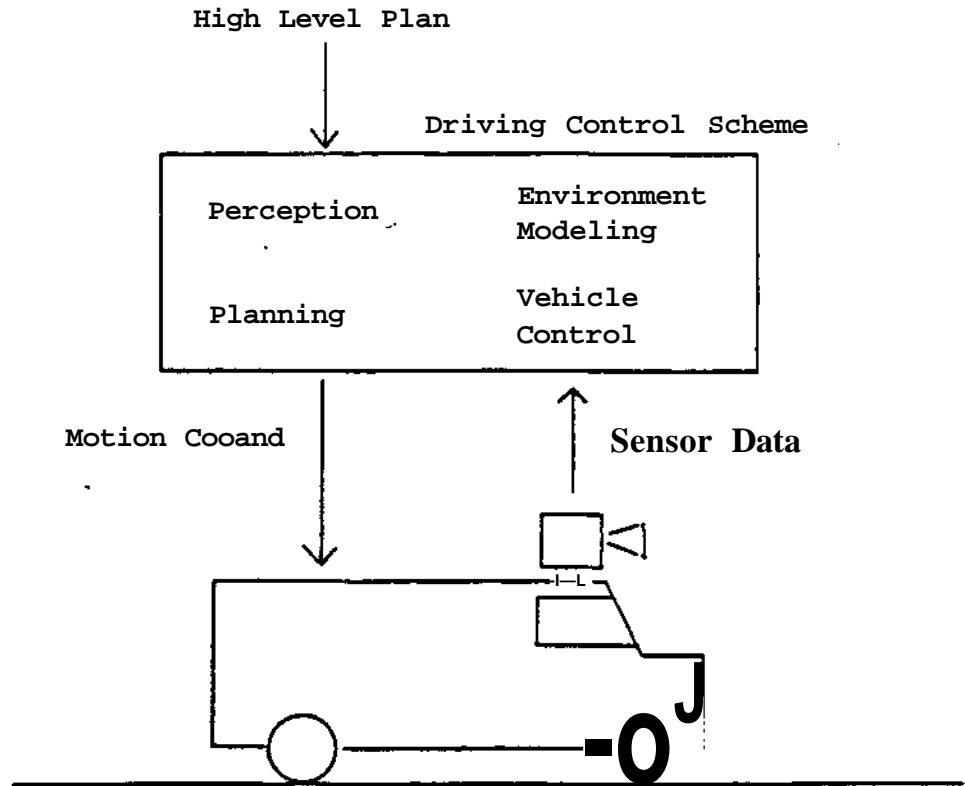 High Level Plan
Driving Control Scheme
Perception
Environment
Modeling
Planning
Vehicle
Control
Motion Cooand
Sensor Data
I—L
J
-O